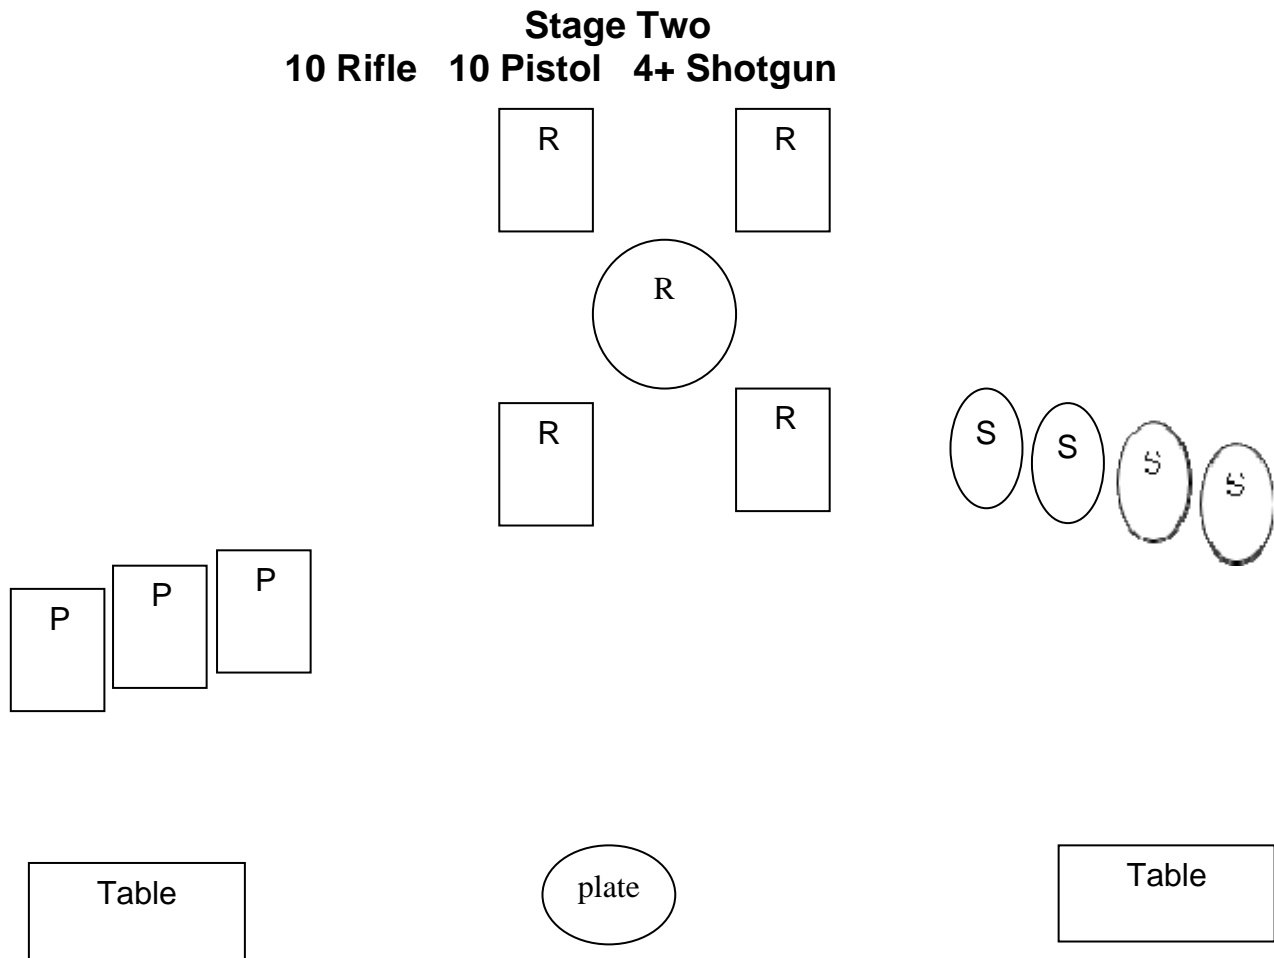 Stage Two
10 Rifle 10 Pistol 4+ Shotgun
R R
R
R R
S S S S
P P P
Table plate Table